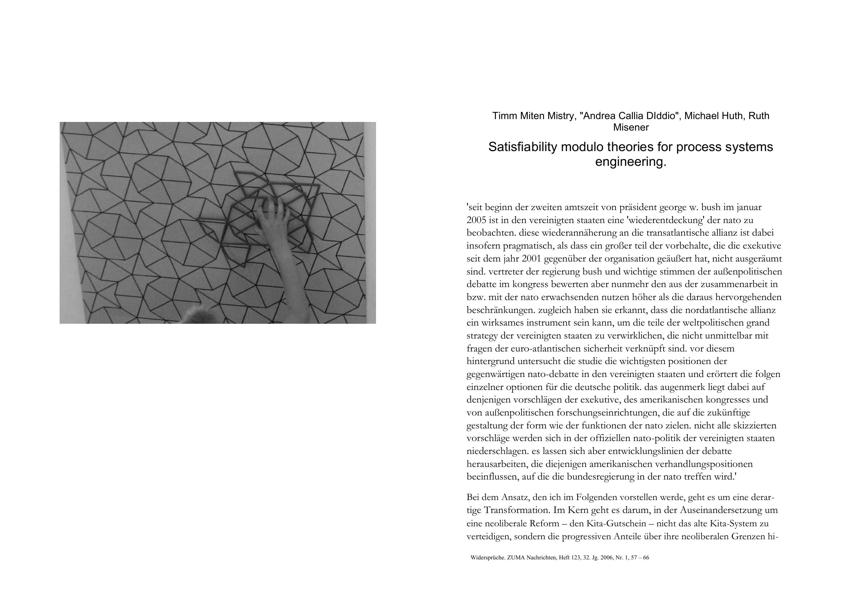 Timm Miten Mistry, "Andrea Callia DIddio", Michael Huth, Ruth
Misener
Satisfiability modulo theories for process systems
engineering.
'seit beginn der zweiten amtszeit von präsident george w. bush im januar
2005 ist in den vereinigten staaten eine 'wiederentdeckung' der nato zu
beobachten. diese wiederannäherung an die transatlantische allianz ist dabei
insofern pragmatisch, als dass ein großer teil der vorbehalte, die die exekutive
seit dem jahr 2001 gegenüber der organisation geäußert hat, nicht ausgeräumt
sind. vertreter der regierung bush und wichtige stimmen der außenpolitischen
debatte im kongress bewerten aber nunmehr den aus der zusammenarbeit in
bzw. mit der nato erwachsenden nutzen höher als die daraus hervorgehenden
beschränkungen. zugleich haben sie erkannt, dass die nordatlantische allianz
ein wirksames instrument sein kann, um die teile der weltpolitischen grand
strategy der vereinigten staaten zu verwirklichen, die nicht unmittelbar mit
fragen der euro-atlantischen sicherheit verknüpft sind. vor diesem
hintergrund untersucht die studie die wichtigsten positionen der
gegenwärtigen nato-debatte in den vereinigten staaten und erörtert die folgen
einzelner optionen für die deutsche politik. das augenmerk liegt dabei auf
denjenigen vorschlägen der exekutive, des amerikanischen kongresses und
von außenpolitischen forschungseinrichtungen, die auf die zukünftige
gestaltung der form wie der funktionen der nato zielen. nicht alle skizzierten
vorschläge werden sich in der offiziellen nato-politik der vereinigten staaten
niederschlagen. es lassen sich aber entwicklungslinien der debatte
herausarbeiten, die diejenigen amerikanischen verhandlungspositionen
beeinflussen, auf die die bundesregierung in der nato treffen wird.'
Bei dem Ansatz, den ich im Folgenden vorstellen werde, geht es um eine derar-
tige Transformation. Im Kern geht es darum, in der Auseinandersetzung um
eine neoliberale Reform – den Kita-Gutschein – nicht das alte Kita-System zu
verteidigen, sondern die progressiven Anteile über ihre neoliberalen Grenzen hi-
Widersprüche. ZUMA Nachrichten, Heft 123, 32. Jg. 2006, Nr. 1, 57 – 66